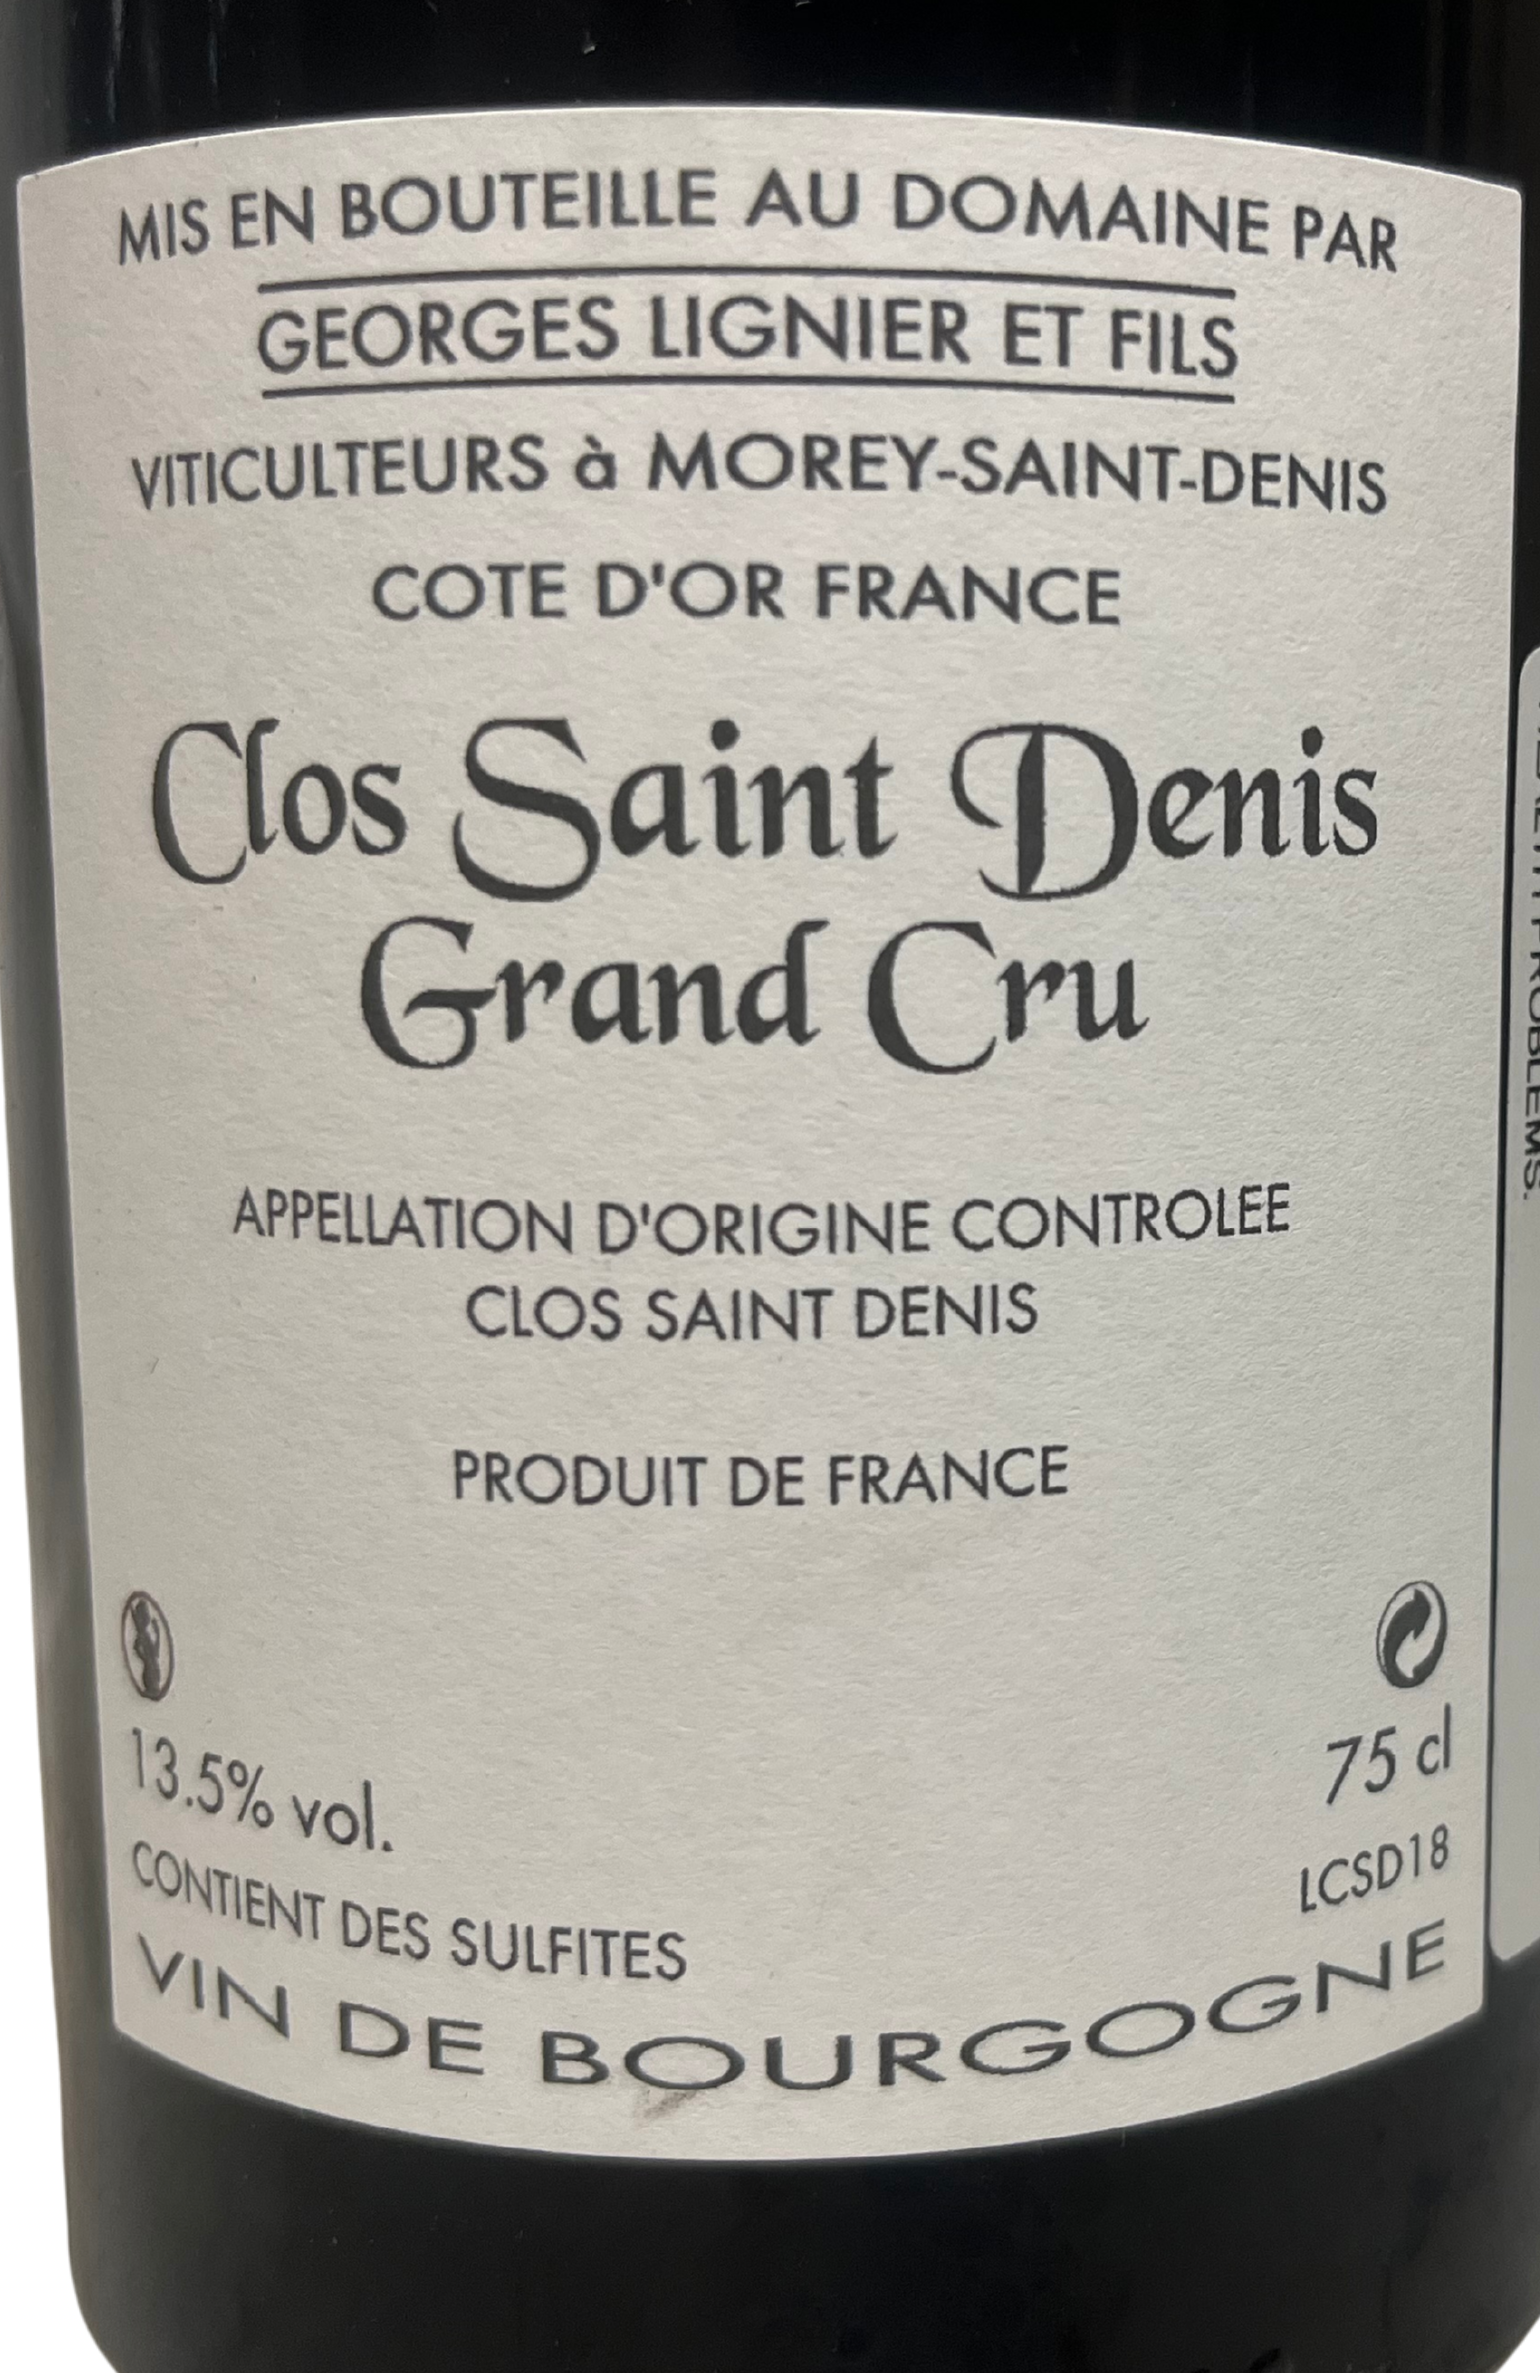 MIS EN BOUTEILLE AU DOMAINE PAR
GEORGES LIGNIER ET FILS
VITICULTEURS à MOREY-SAINT-DENIS
COTE D'OR FRANCE
Clos Saint Denis
Grand Cru
APPELLATION D'ORIGINE CONTROLEE
CLOS SAINT DENIS
PRODUIT DE FRANCE
13.5% vol.
75 cl
CONTIENT DES SULFITES
LCSD18
VIN DE BOURGOGNE
PROBLEMS.